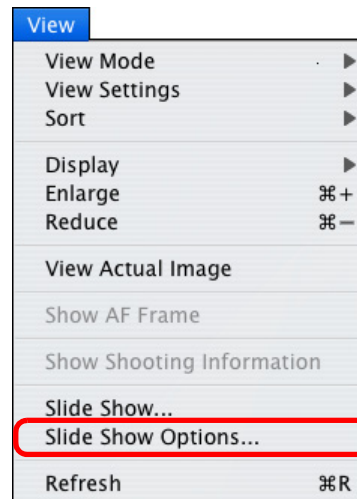 View
View Mode ▶
View Settings ▶
Sort ▶
Display ▶
Enlarge ⌘+
Reduce ⌘−
View Actual Image
Show AF Frame
Show Shooting Information
Slide Show...
Slide Show Options...
Refresh ⌘R